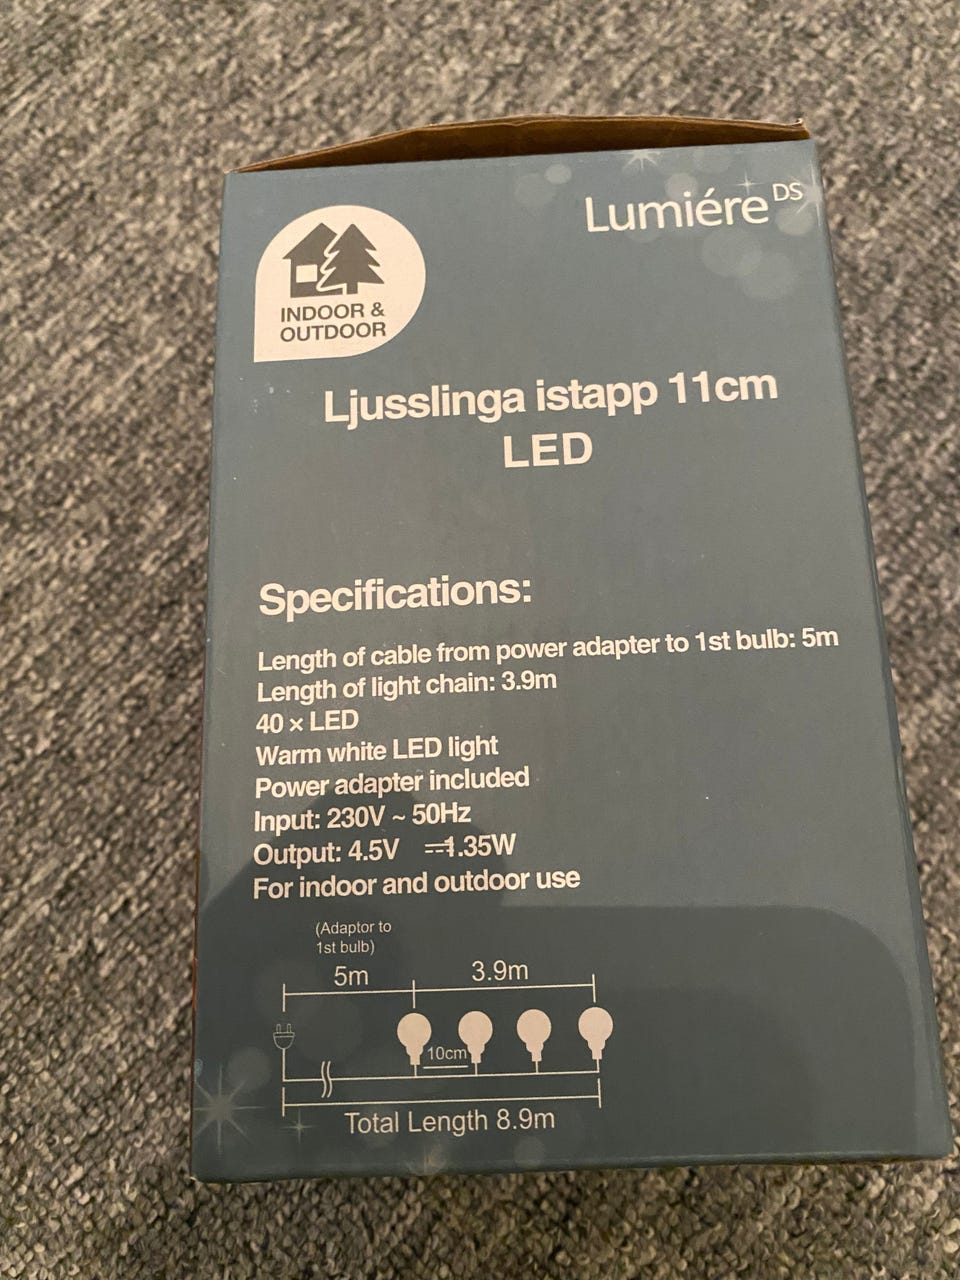 Lumiére DS
INDOOR &
OUTDOOR
Ljusslinga istapp 11cm
LED
Specifications:
Length of cable from power adapter to 1st bulb: 5m
Length of light chain: 3.9m
40 × LED
Warm white LED light
Power adapter included
Input: 230V ~ 50Hz
Output: 4.5V ⎓1.35W
For indoor and outdoor use
(Adaptor to
1st bulb)
5m
3.9m
10cm
Total Length 8.9m